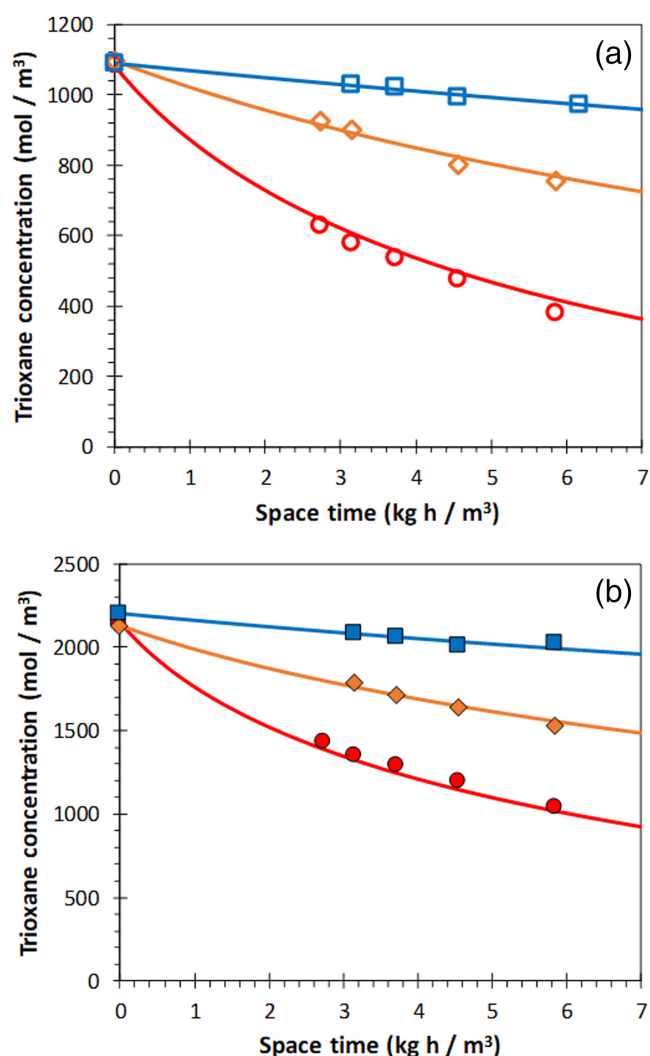 (a)
Trioxane concentration (mol / m³)
1200
1000
800
600
400
200
0
0 1 2 3 4 5 6 7
Space time (kg h / m³)
(b)
Trioxane concentration (mol / m³)
2500
2000
1500
1000
500
0
0 1 2 3 4 5 6 7
Space time (kg h / m³)